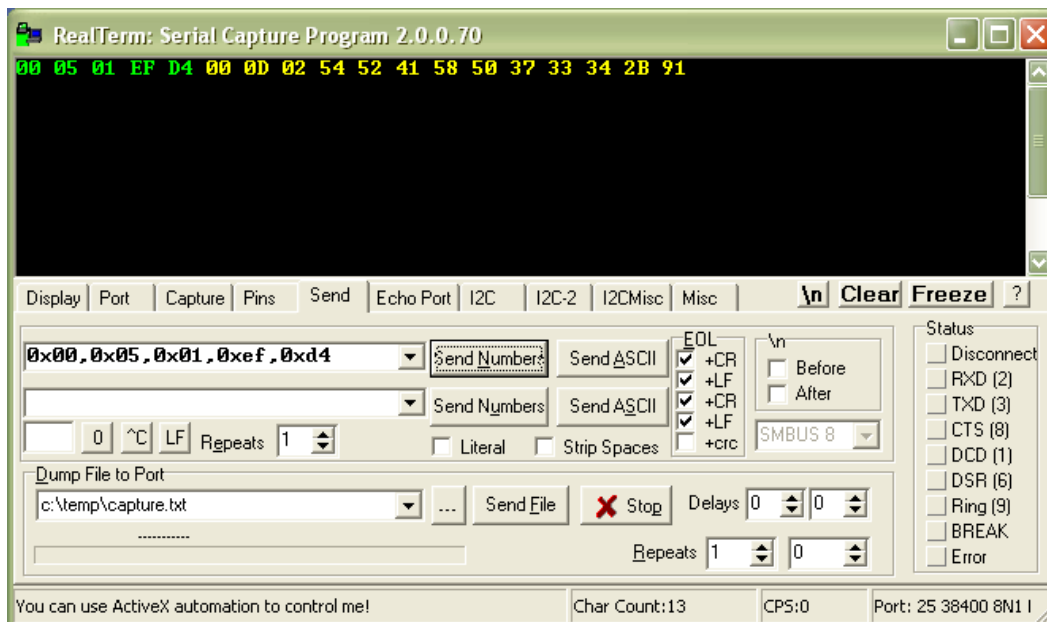 RealTerm: Serial Capture Program 2.0.0.70
00 05 01 EF D4 00 0D 02 54 52 41 58 50 37 33 34 2B 91
Display Port Capture Pins Send Echo Port I2C I2C-2 I2CMisc Misc \n Clear Freeze ?
EOL \n Status
0x00,0x05,0x01,0xef,0xd4 Send Numbers Send ASCII +CR Before Disconnect
+LF After RXD (2)
Send Numbers Send ASCII +CR TXD (3)
+LF CTS (8)
0 ^C LF Repeats 1 Literal Strip Spaces +crc SMBUS 8 DCD (1)
Dump File to Port DSR (6)
c:\temp\capture.txt ... Send File Stop Delays 0 0 Ring (9)
----------- BREAK
Repeats 1 0 Error
You can use ActiveX automation to control me! Char Count:13 CPS:0 Port: 25 38400 8N1